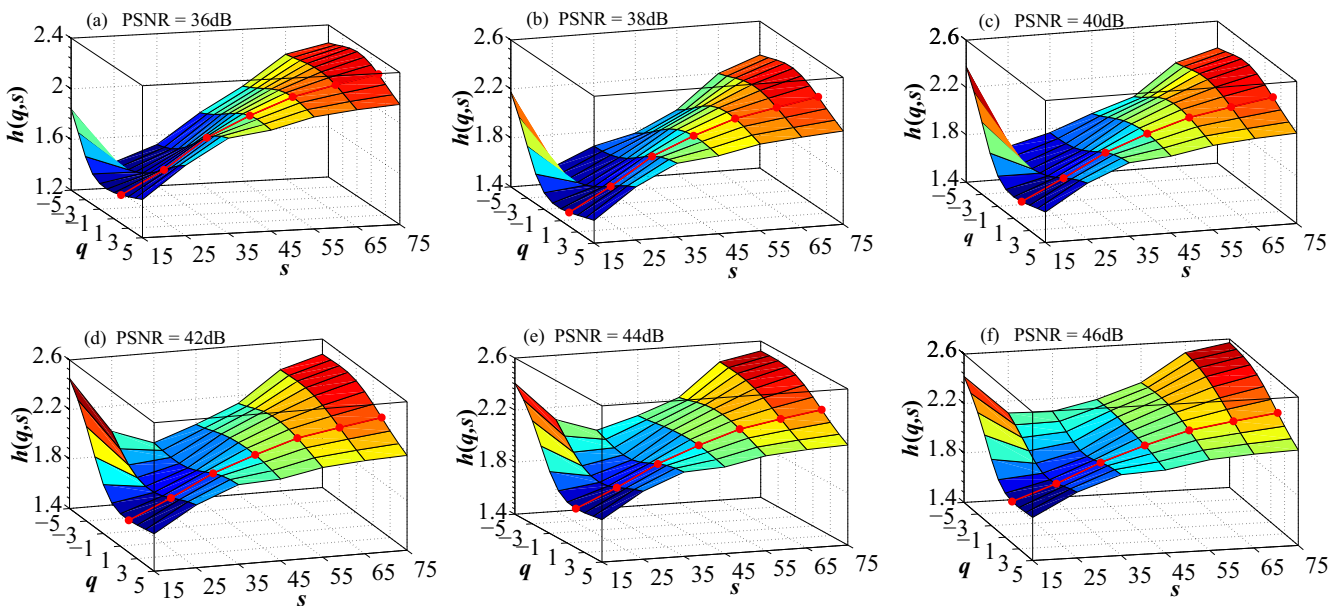 (a) PSNR = 36dB
2.4
2
1.6
1.2
h(q,s)
−5
−3
−1
1
3
5
q
15 25 35 45 55 65 75
s
(b) PSNR = 38dB
2.6
2.2
1.8
1.4
h(q,s)
−5
−3
−1
1
3
5
q
15 25 35 45 55 65 75
s
(c) PSNR = 40dB
2.6
2.2
1.8
1.4
h(q,s)
−5
−3
−1
1
3
5
q
15 25 35 45 55 65 75
s
(d) PSNR = 42dB
2.6
2.2
1.8
1.4
h(q,s)
−5
−3
−1
1
3
5
q
15 25 35 45 55 65 75
s
(e) PSNR = 44dB
2.6
2.2
1.8
1.4
h(q,s)
−5
−3
−1
1
3
5
q
15 25 35 45 55 65 75
s
(f) PSNR = 46dB
2.6
2.2
1.8
1.4
h(q,s)
−5
−3
−1
1
3
5
q
15 25 35 45 55 65 75
s